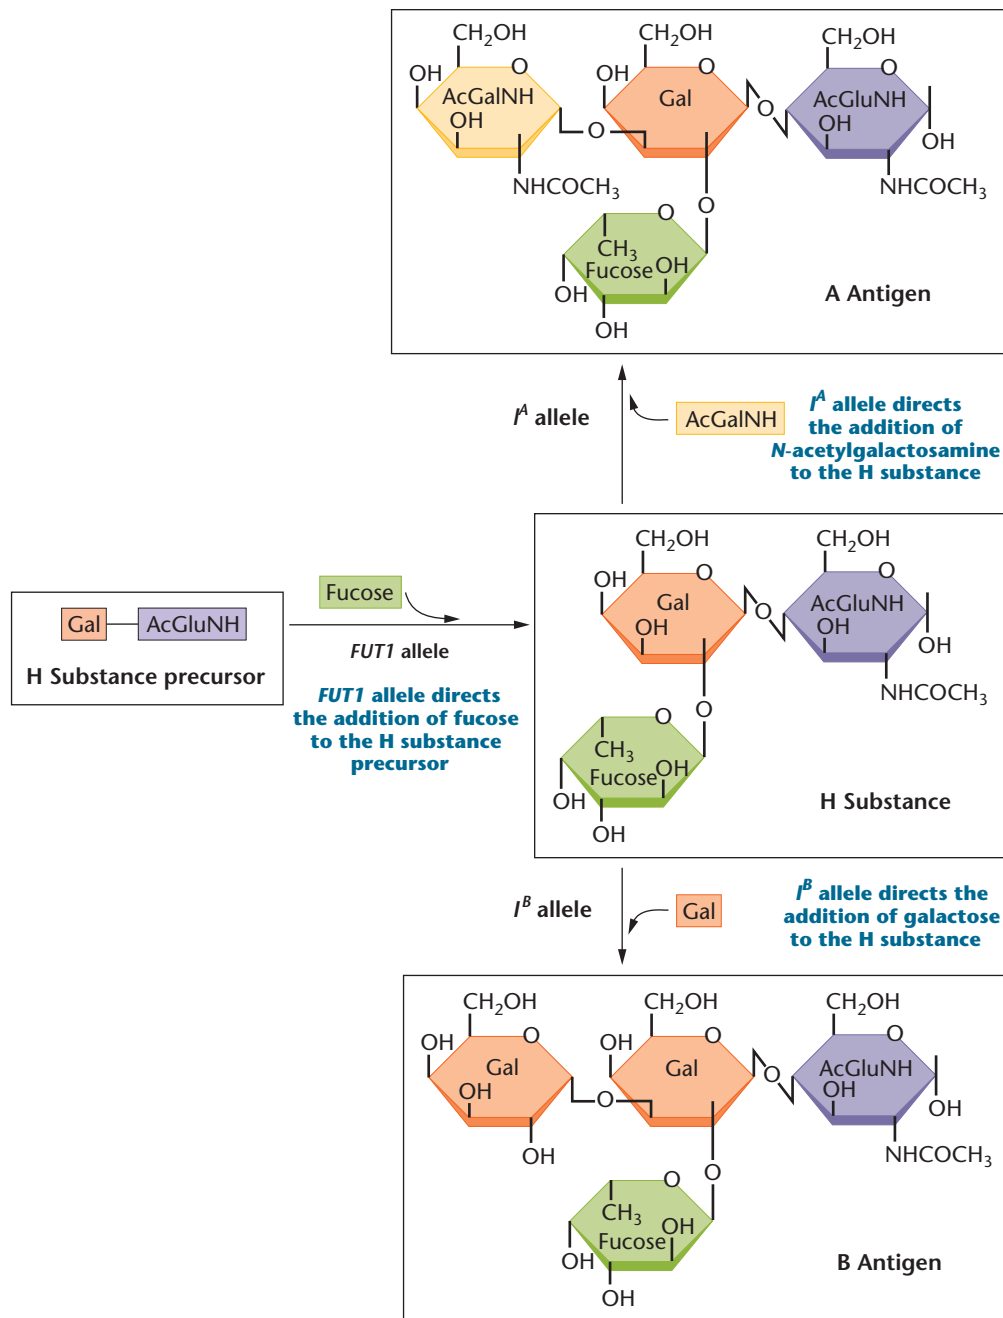 CH2OH
CH2OH
CH2OH
OH
O
OH
O
O
AcGalNH
Gal
AcGluNH
OH
O
O
OH
OH
NHCOCH3
NHCOCH3
O
O
CH3
OH
Fucose
OH
OH
A Antigen
I^A allele
AcGalNH
I^A allele directs
the addition of
N-acetylgalactosamine
to the H substance
Gal
AcGluNH
H Substance precursor
Fucose
FUT1 allele
FUT1 allele directs
the addition of fucose
to the H substance
precursor
CH2OH
CH2OH
OH
O
O
Gal
AcGluNH
O
OH
OH
OH
NHCOCH3
O
O
CH3
OH
Fucose
OH
OH
H Substance
I^B allele
Gal
I^B allele directs the
addition of galactose
to the H substance
CH2OH
CH2OH
CH2OH
OH
O
OH
O
O
Gal
Gal
AcGluNH
OH
O
O
OH
OH
OH
NHCOCH3
O
O
CH3
OH
Fucose
OH
OH
B Antigen